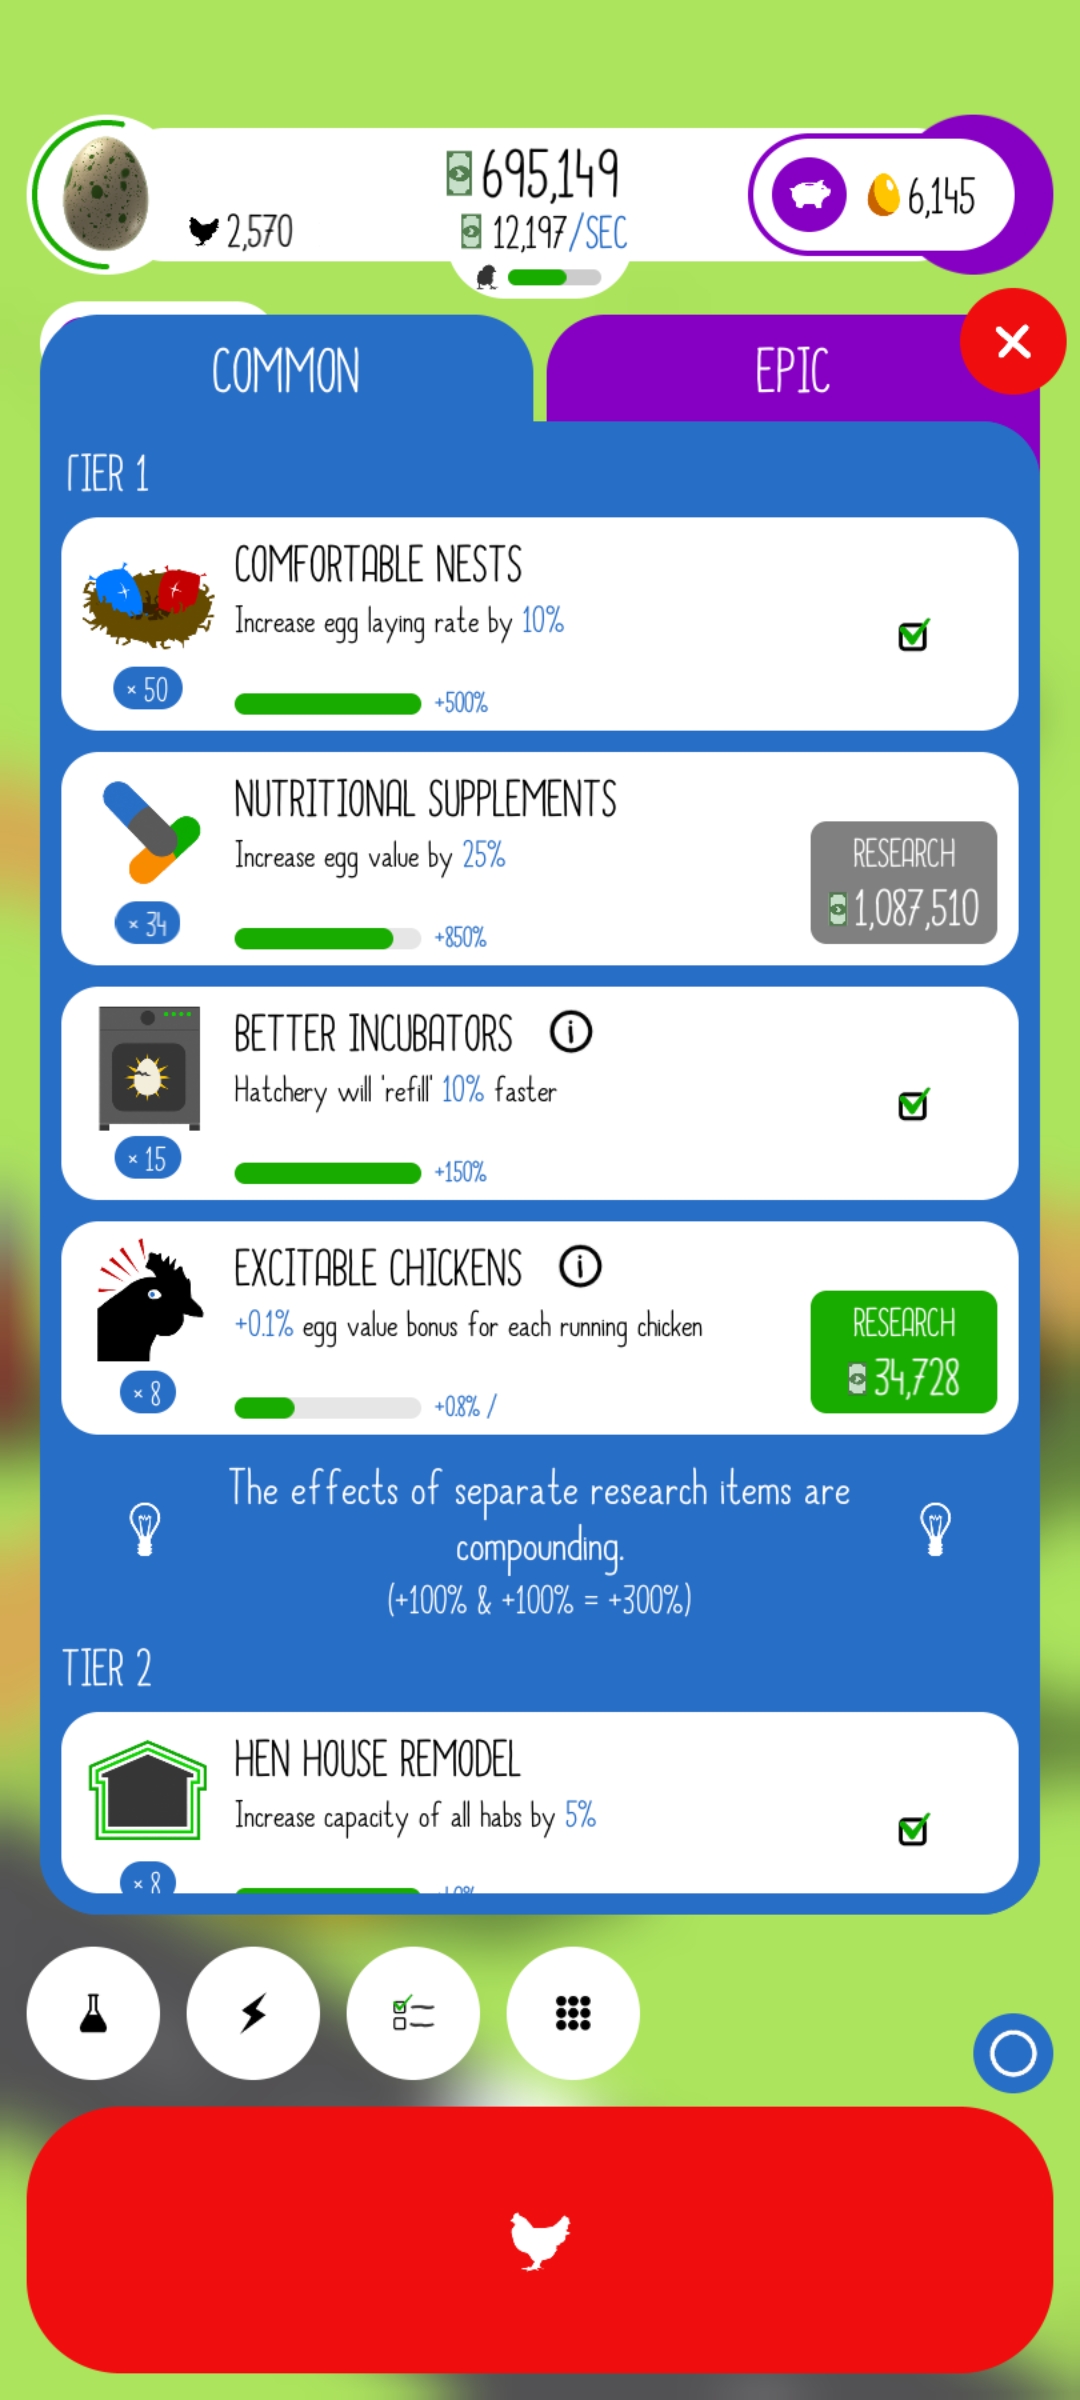 695,149
2,570
12,197/SEC
6,145
COMMON
EPIC
TIER 1
COMFORTABLE NESTS
Increase egg laying rate by 10%
× 50
+500%
NUTRITIONAL SUPPLEMENTS
Increase egg value by 25%
RESEARCH
1,087,510
× 34
+850%
BETTER INCUBATORS
Hatchery will 'refill' 10% faster
× 15
+150%
EXCITABLE CHICKENS
+0.1% egg value bonus for each running chicken
RESEARCH
34,728
× 8
+0.8% /
The effects of separate research items are
compounding.
(+100% & +100% = +300%)
TIER 2
HEN HOUSE REMODEL
Increase capacity of all habs by 5%
× 8